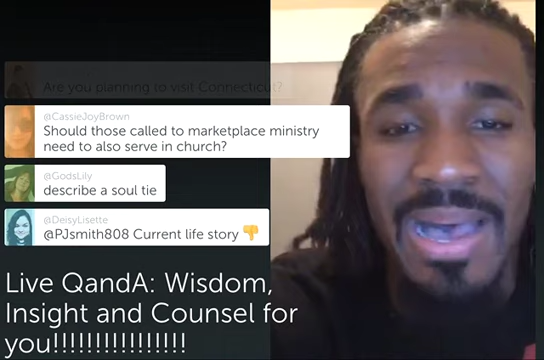 Are you planning to visit Connecticut?
@CassieJoyBrown
Should those called to marketplace ministry
need to also serve in church?
@GodsLily
describe a soul tie
@DeisyLisette
@PJsmith808 Current life story 👎
Live QandA: Wisdom,
Insight and Counsel for
you!!!!!!!!!!!!!!!!